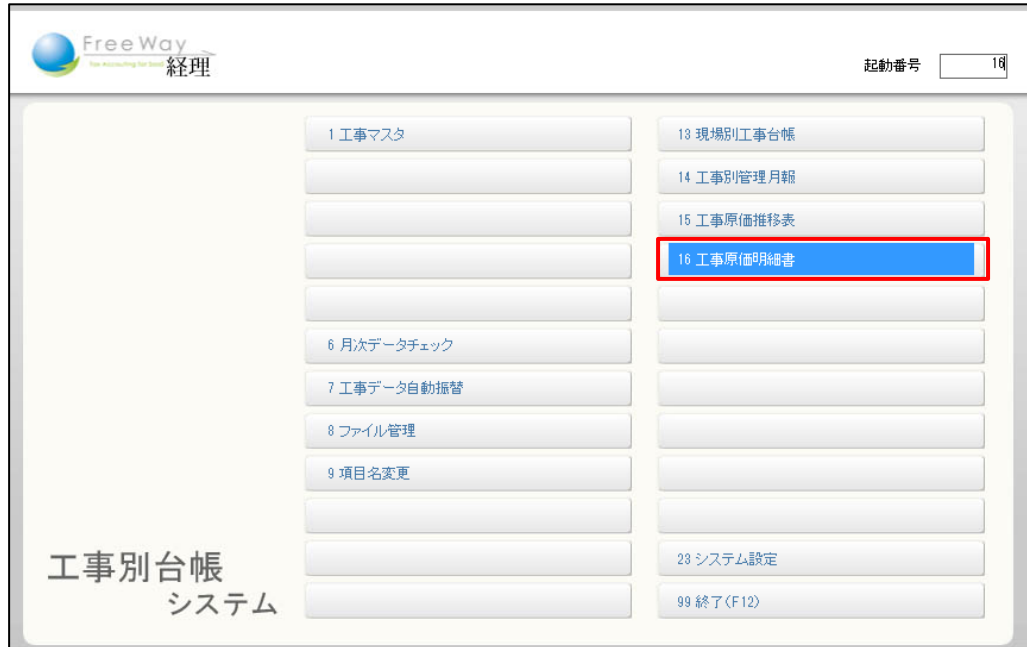 FreeWay
経理
起動番号 16
1 工事マスタ
6 月次データチェック
7 工事データ自動振替
8 ファイル管理
9 項目名変更
13 現場別工事台帳
14 工事別管理月報
15 工事原価推移表
16 工事原価明細書
23 システム設定
99 終了(F12)
工事別台帳
システム